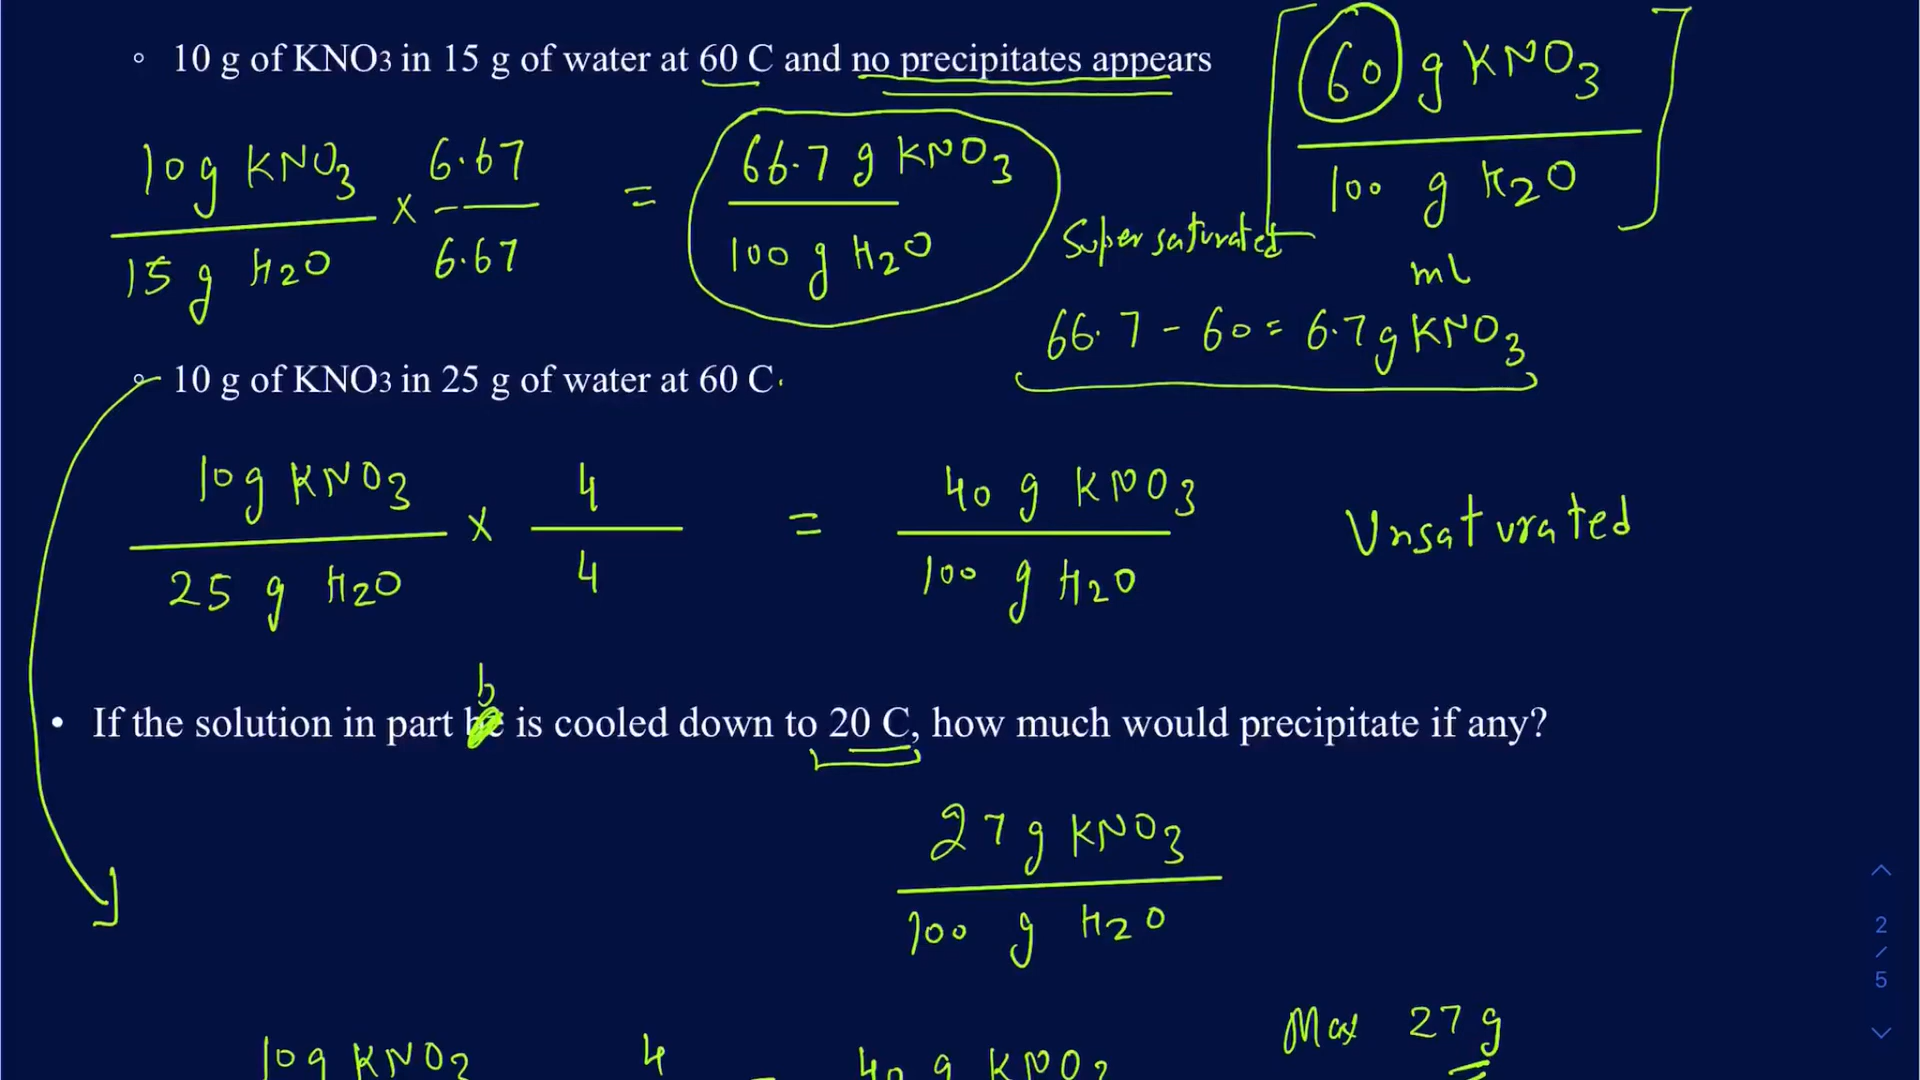 ◦ 10 g of KNO3 in 15 g of water at 60 C and no precipitates appears
60 g KNO3
100 g H2O
ml
10 g KNO3 × 6.67 = 66.7 g KNO3
15 g H2O 6.67 100 g H2O
Supersaturated
66.7 - 60 = 6.7 g KNO3
◦ 10 g of KNO3 in 25 g of water at 60 C.
10 g KNO3 × 4 = 40 g KNO3
25 g H2O 4 100 g H2O
Unsaturated
• If the solution in part b is cooled down to 20 C, how much would precipitate if any?
27 g KNO3
100 g H2O
Max 27 g
10 g KNO3 4 40 g KNO3
2
/
5